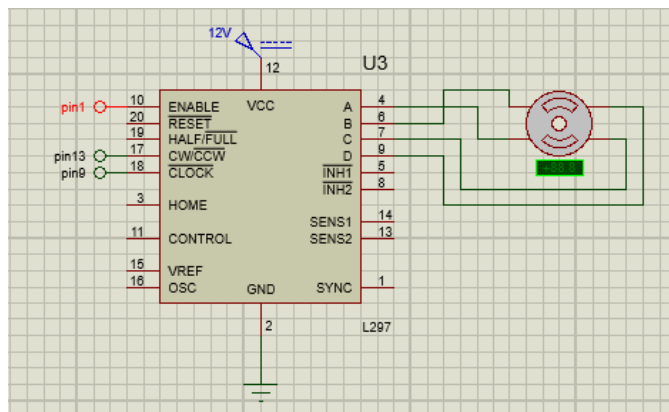 12V
12
U3
pin1
10
ENABLE
VCC
A
4
20
RESET
B
6
19
HALF/FULL
C
7
pin13
17
CW/CCW
D
9
pin9
18
CLOCK
INH1
5
INH2
8
3
HOME
SENS1
14
11
CONTROL
SENS2
13
15
VREF
16
OSC
GND
SYNC
1
2
L297